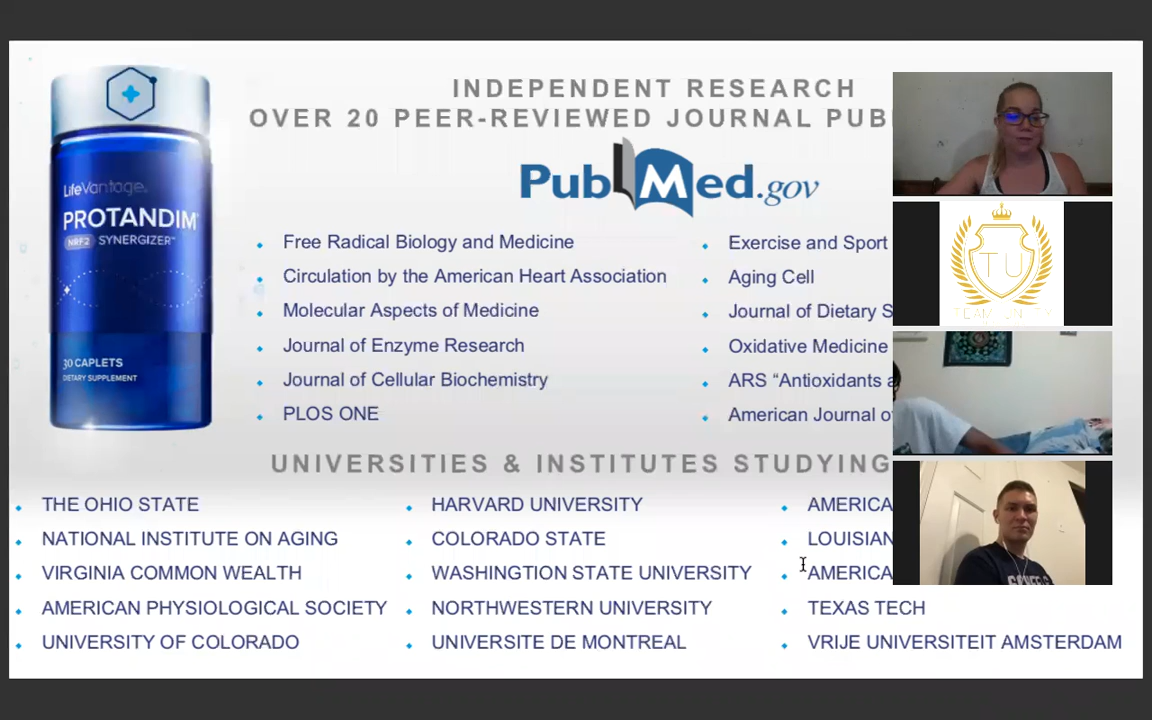 INDEPENDENT RESEARCH
OVER 20 PEER-REVIEWED JOURNAL PUB
PubMed.gov
LifeVantage
PROTANDIM
NRF2 SYNERGIZER™
30 CAPLETS
DIETARY SUPPLEMENT
Free Radical Biology and Medicine
Circulation by the American Heart Association
Molecular Aspects of Medicine
Journal of Enzyme Research
Journal of Cellular Biochemistry
PLOS ONE
Exercise and Sport
Aging Cell
Journal of Dietary S
Oxidative Medicine
ARS “Antioxidants a
American Journal o
UNIVERSITIES & INSTITUTES STUDYING
THE OHIO STATE
NATIONAL INSTITUTE ON AGING
VIRGINIA COMMON WEALTH
AMERICAN PHYSIOLOGICAL SOCIETY
UNIVERSITY OF COLORADO
HARVARD UNIVERSITY
COLORADO STATE
WASHINGTION STATE UNIVERSITY
NORTHWESTERN UNIVERSITY
UNIVERSITE DE MONTREAL
AMERICA
LOUISIAN
AMERICA
TEXAS TECH
VRIJE UNIVERSITEIT AMSTERDAM
TU
TEAM UNITY